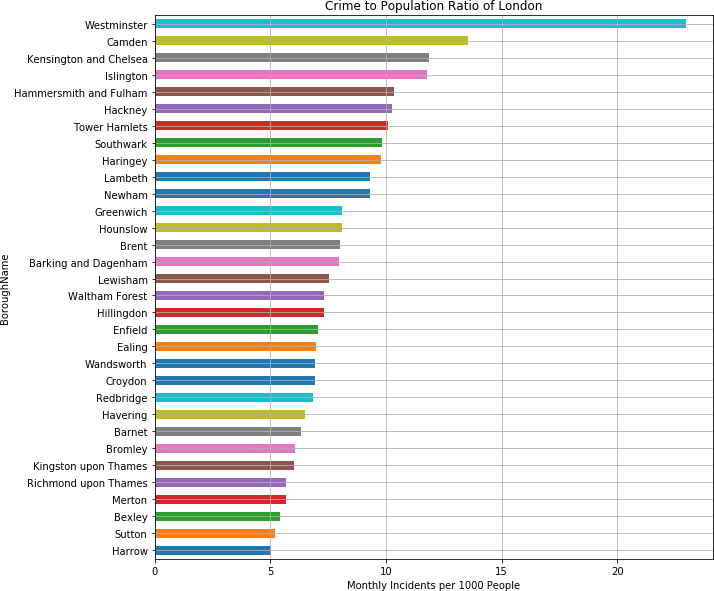 Crime to Population Ratio of London
Westminster
Camden
Kensington and Chelsea
Islington
Hammersmith and Fulham
Hackney
Tower Hamlets
Southwark
Haringey
Lambeth
Newham
Greenwich
Hounslow
Brent
Barking and Dagenham
Lewisham
Waltham Forest
Hillingdon
Enfield
Ealing
Wandsworth
Croydon
Redbridge
Havering
Barnet
Bromley
Kingston upon Thames
Richmond upon Thames
Merton
Bexley
Sutton
Harrow
BoroughName
0 5 10 15 20
Monthly Incidents per 1000 People